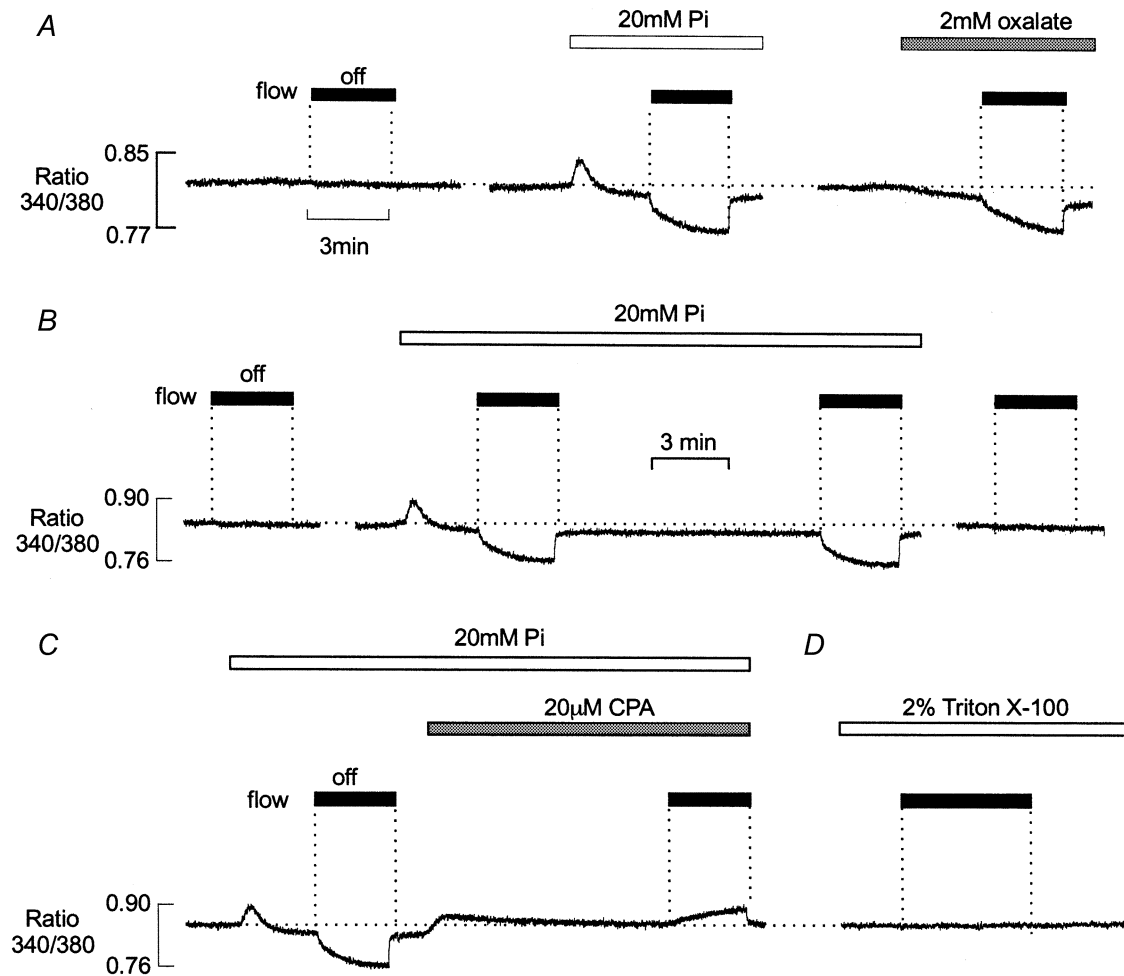 A
20mM Pi
2mM oxalate
off
flow
0.85
Ratio
340/380
0.77
3min
B
20mM Pi
off
flow
3 min
0.90
Ratio
340/380
0.76
C
20mM Pi
D
20µM CPA
2% Triton X-100
off
flow
0.90
Ratio
340/380
0.76